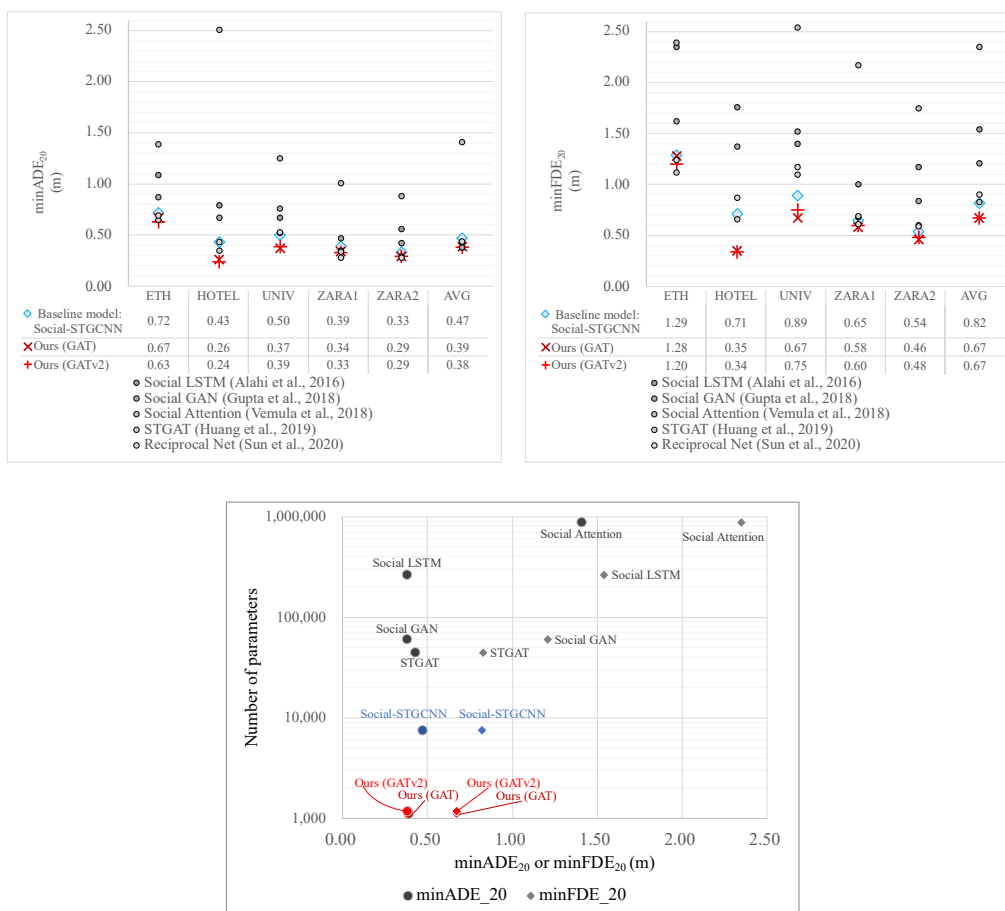 2.50
2.00
1.50
1.00
0.50
0.00
minADE20
(m)
ETH HOTEL UNIV ZARA1 ZARA2 AVG
Baseline model: Social-STGCNN 0.72 0.43 0.50 0.39 0.33 0.47
Ours (GAT) 0.67 0.26 0.37 0.34 0.29 0.39
Ours (GATv2) 0.63 0.24 0.39 0.33 0.29 0.38
Social LSTM (Alahi et al., 2016)
Social GAN (Gupta et al., 2018)
Social Attention (Vemula et al., 2018)
STGAT (Huang et al., 2019)
Reciprocal Net (Sun et al., 2020)
2.50
2.00
1.50
1.00
0.50
0.00
minFDE20
(m)
ETH HOTEL UNIV ZARA1 ZARA2 AVG
Baseline model: Social-STGCNN 1.29 0.71 0.89 0.65 0.54 0.82
Ours (GAT) 1.28 0.35 0.67 0.58 0.46 0.67
Ours (GATv2) 1.20 0.34 0.75 0.60 0.48 0.67
Social LSTM (Alahi et al., 2016)
Social GAN (Gupta et al., 2018)
Social Attention (Vemula et al., 2018)
STGAT (Huang et al., 2019)
Reciprocal Net (Sun et al., 2020)
1,000,000
100,000
10,000
1,000
Number of parameters
Social Attention Social Attention
Social LSTM
Social LSTM
Social GAN
Social GAN
STGAT STGAT
Social-STGCNN Social-STGCNN
Ours (GATv2) Ours (GATv2)
Ours (GAT) Ours (GAT)
0.00 0.50 1.00 1.50 2.00 2.50
minADE20 or minFDE20 (m)
minADE_20 minFDE_20